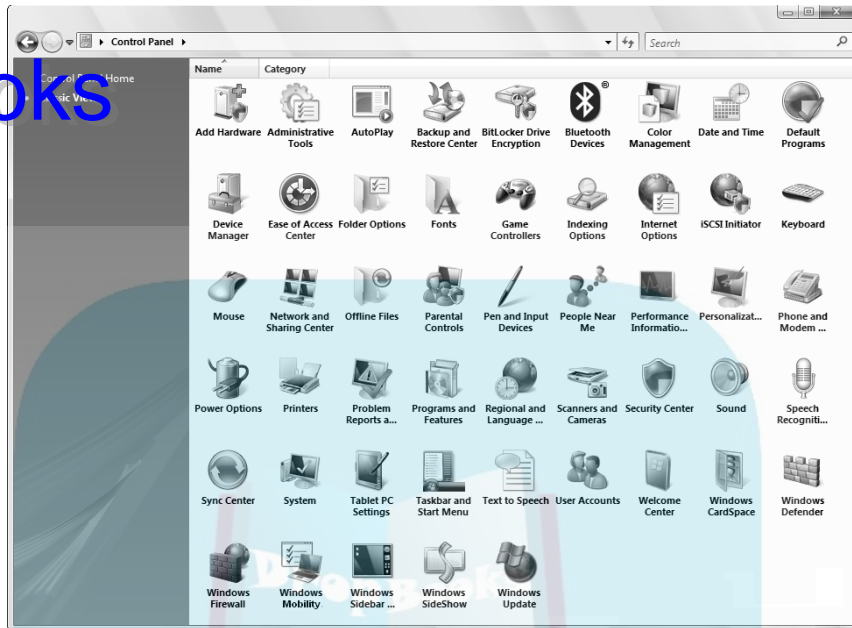 Control Panel
Search
Control Panel Home
oks
Classic View
Name Category
Add Hardware Administrative Tools AutoPlay Backup and Restore Center BitLocker Drive Encryption Bluetooth Devices Color Management Date and Time Default Programs
Device Manager Ease of Access Center Folder Options Fonts Game Controllers Indexing Options Internet Options iSCSI Initiator Keyboard
Mouse Network and Sharing Center Offline Files Parental Controls Pen and Input Devices People Near Me Performance Informatio... Personalizat... Phone and Modem ...
Power Options Printers Problem Reports a... Programs and Features Regional and Language ... Scanners and Cameras Security Center Sound Speech Recogniti...
Sync Center System Tablet PC Settings Taskbar and Start Menu Text to Speech User Accounts Welcome Center Windows CardSpace Windows Defender
Windows Firewall Windows Mobility Windows Sidebar ... Windows SideShow Windows Update
DropBook